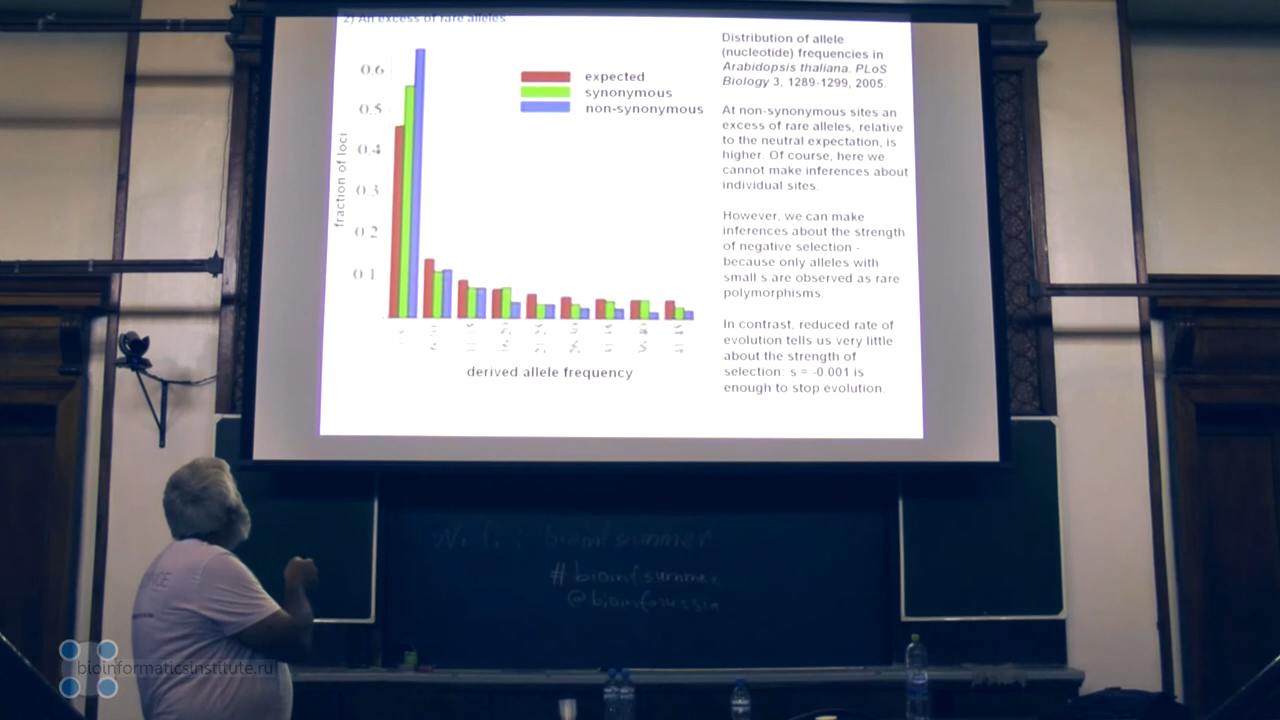 2) An excess of rare alleles
0.6
0.5
0.4
0.3
0.2
0.1
fraction of loci
expected
synonymous
non-synonymous
derived allele frequency
Distribution of allele
(nucleotide) frequencies in
Arabidopsis thaliana. PLoS
Biology 3, 1289-1299, 2005.
At non-synonymous sites an
excess of rare alleles, relative
to the neutral expectation, is
higher. Of course, here we
cannot make inferences about
individual sites.
However, we can make
inferences about the strength
of negative selection -
because only alleles with
small s are observed as rare
polymorphisms.
In contrast, reduced rate of
evolution tells us very little
about the strength of
selection: s = -0.001 is
enough to stop evolution.
bioinfsummer
#bioinfsummer
@bioinforussia
bioinformaticsinstitute.ru